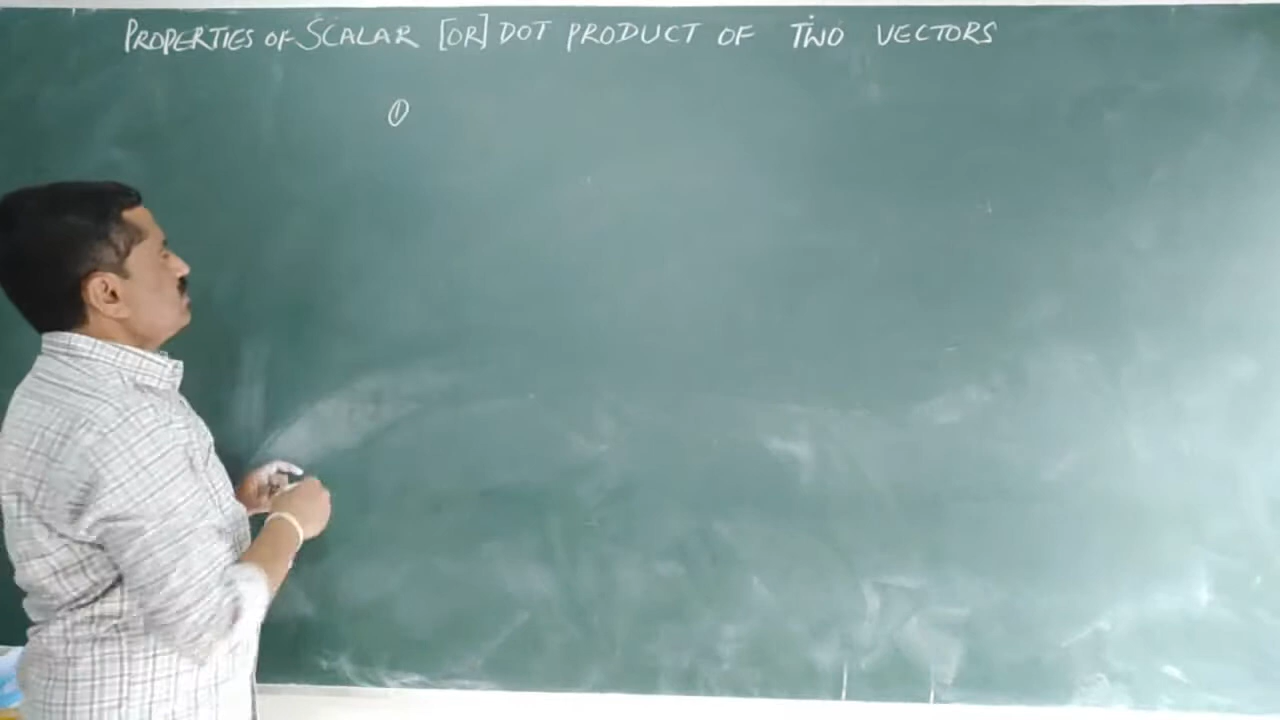 PROPERTIES OF SCALAR [OR] DOT PRODUCT OF TWO VECTORS
①